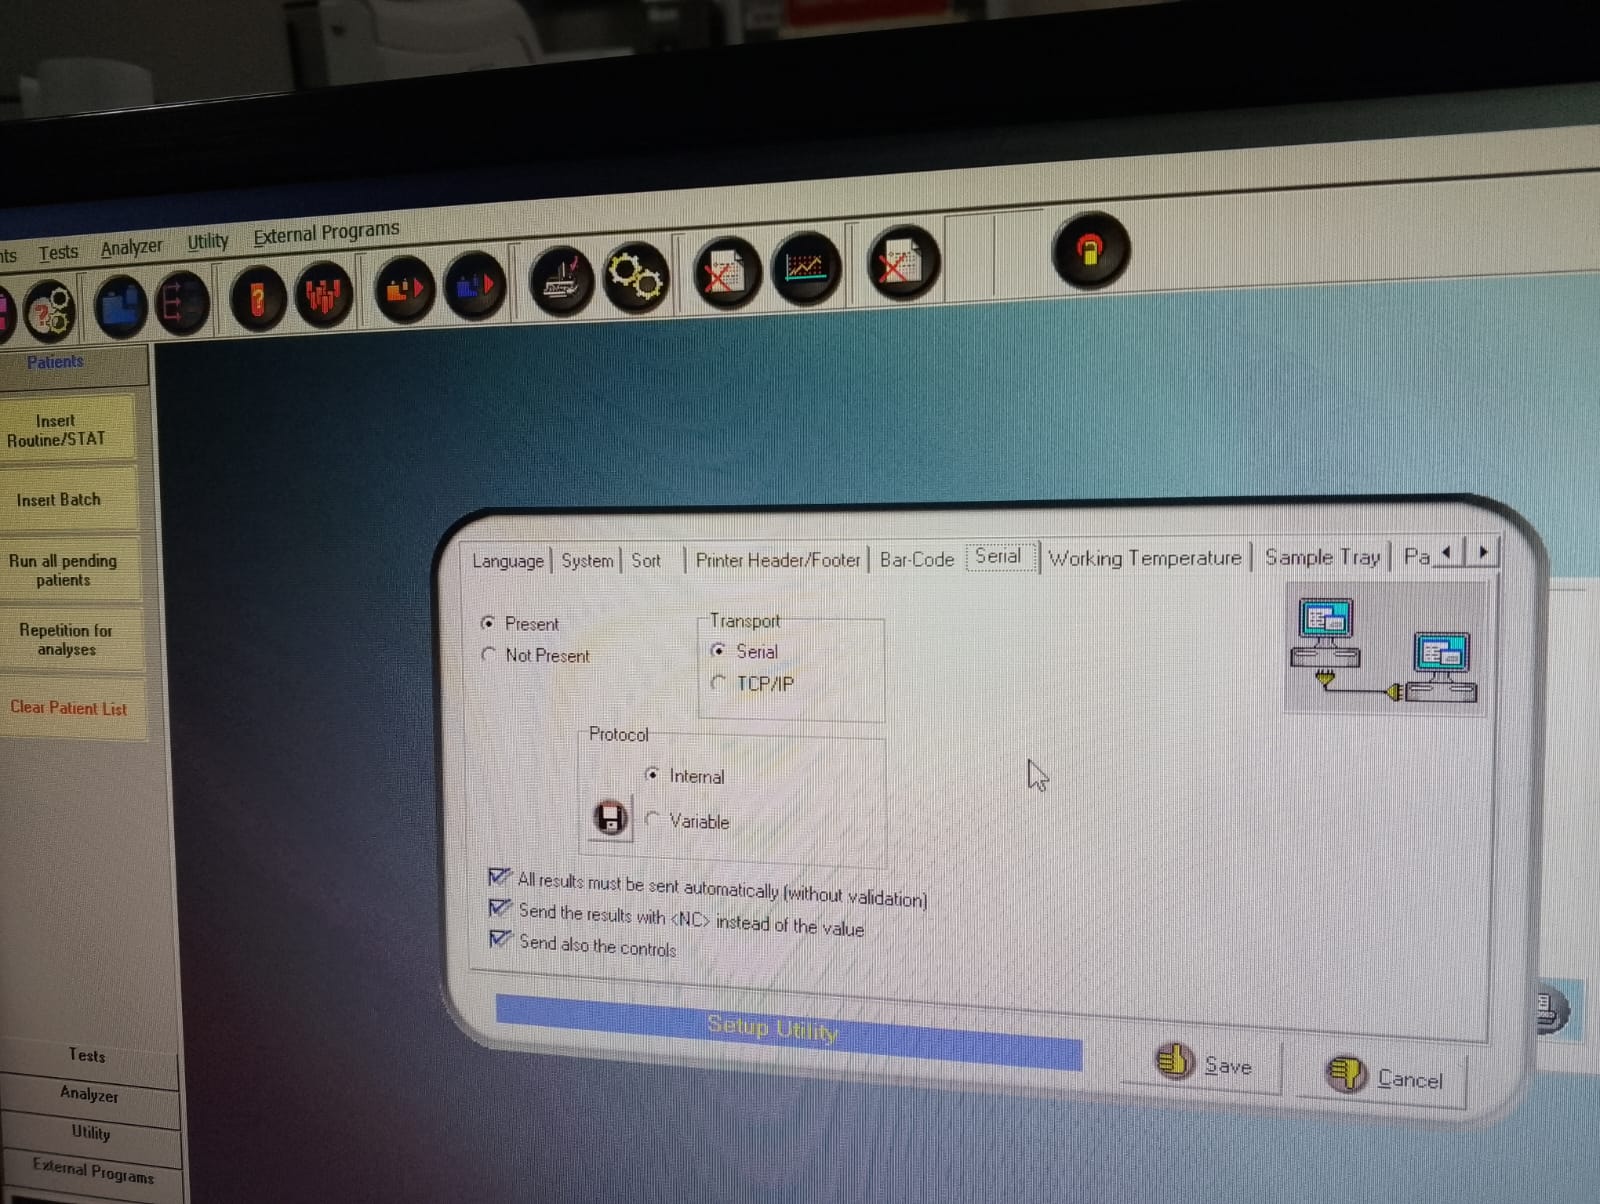 nts Tests Analyzer Utility External Programs
Patients
Insert
Routine/STAT
Insert Batch
Run all pending
patients
Repetition for
analyses
Clear Patient List
Tests
Analyzer
Utility
External Programs
Language System Sort Printer Header/Footer Bar-Code Serial Working Temperature Sample Tray Pa
Present
Not Present
Transport
Serial
TCP/IP
Protocol
Internal
Variable
All results must be sent automatically (without validation)
Send the results with <NC> instead of the value
Send also the controls
Setup Utility
Save
Cancel